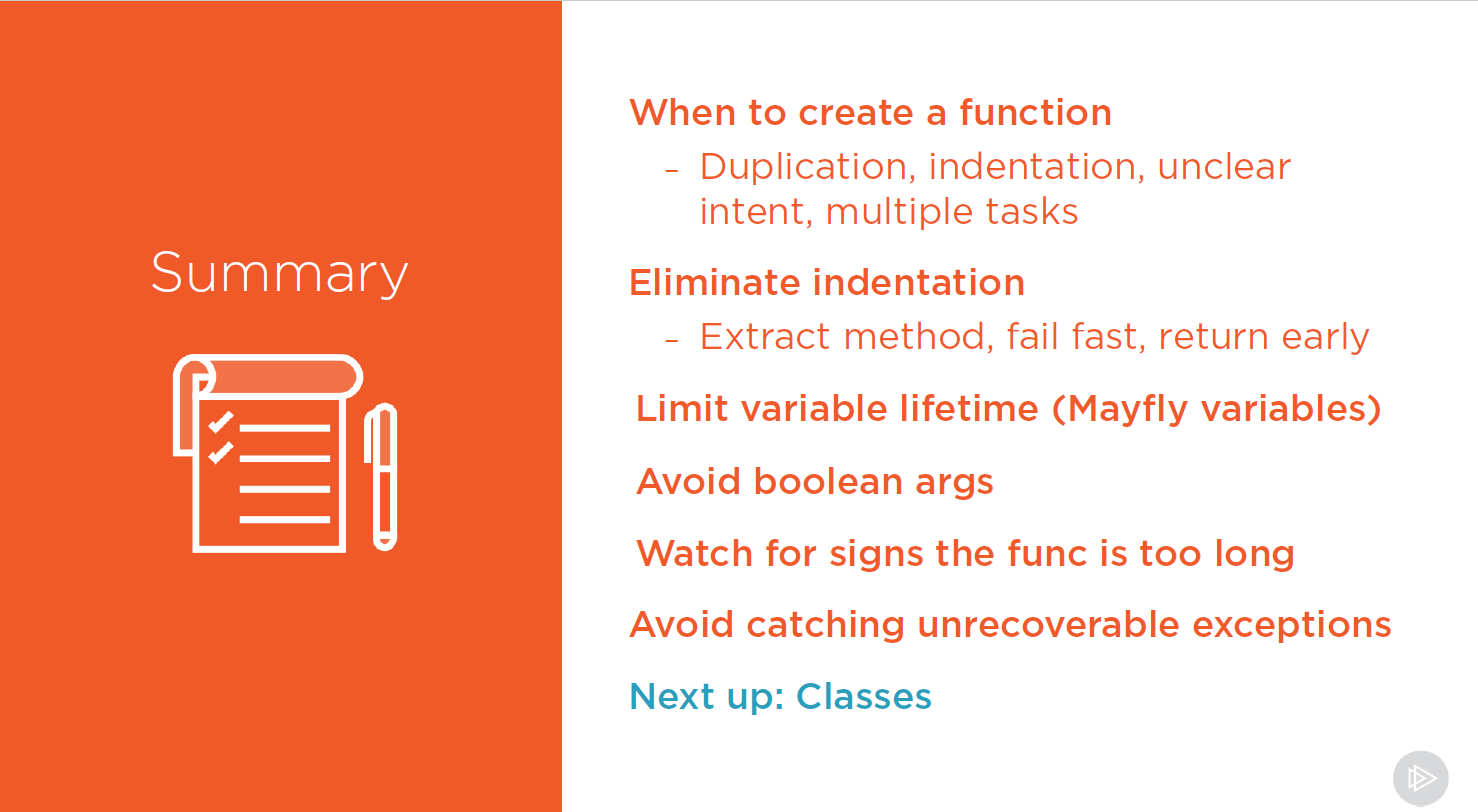 Summary
When to create a function
– Duplication, indentation, unclear
intent, multiple tasks
Eliminate indentation
– Extract method, fail fast, return early
Limit variable lifetime (Mayfly variables)
Avoid boolean args
Watch for signs the func is too long
Avoid catching unrecoverable exceptions
Next up: Classes